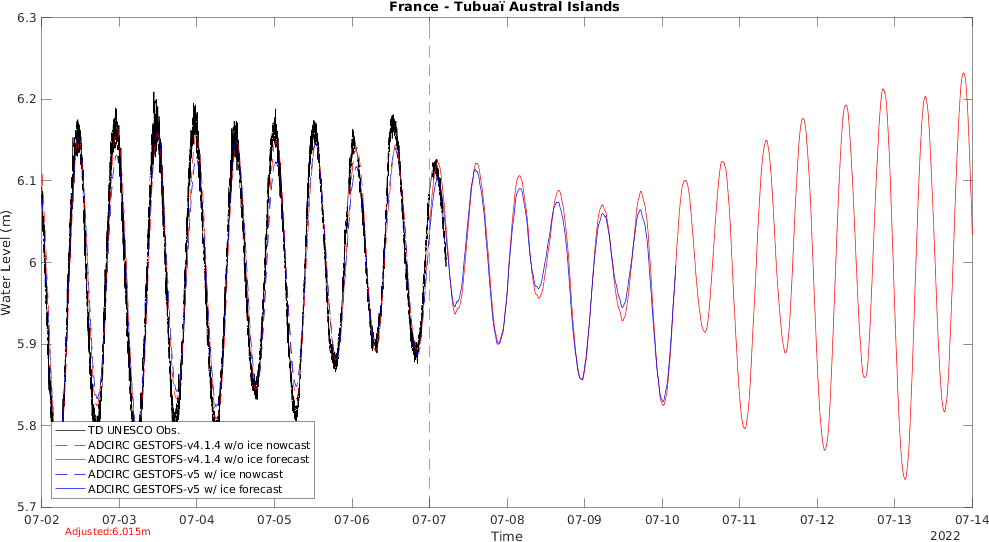 France - Tubuaï Austral Islands
6.3
6.2
6.1
6
5.9
5.8
5.7
Water Level (m)
TD UNESCO Obs.
ADCIRC GESTOFS-v4.1.4 w/o ice nowcast
ADCIRC GESTOFS-v4.1.4 w/o ice forecast
ADCIRC GESTOFS-v5 w/ ice nowcast
ADCIRC GESTOFS-v5 w/ ice forecast
07-02 07-03 07-04 07-05 07-06 07-07 07-08 07-09 07-10 07-11 07-12 07-13 07-14
Adjusted:6.015m
Time
2022